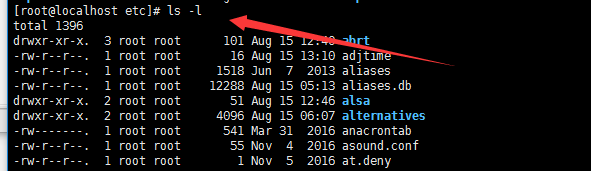 [root@localhost etc]# ls -l
total 1396
drwxr-xr-x. 3 root root 101 Aug 15 12:48 abrt
-rw-r--r--. 1 root root 16 Aug 15 13:10 adjtime
-rw-r--r--. 1 root root 1518 Jun 7 2013 aliases
-rw-r--r--. 1 root root 12288 Aug 15 05:13 aliases.db
drwxr-xr-x. 2 root root 51 Aug 15 12:46 alsa
drwxr-xr-x. 2 root root 4096 Aug 15 06:07 alternatives
-rw-------. 1 root root 541 Mar 31 2016 anacrontab
-rw-r--r--. 1 root root 55 Nov 4 2016 asound.conf
-rw-r--r--. 1 root root 1 Nov 5 2016 at.deny